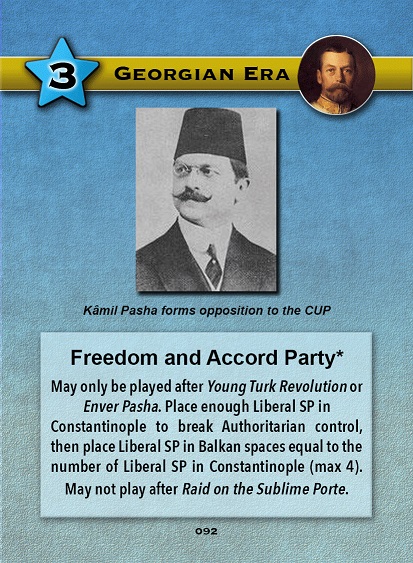 3
GEORGIAN ERA
Kâmil Pasha forms opposition to the CUP
Freedom and Accord Party*
May only be played after Young Turk Revolution or
Enver Pasha. Place enough Liberal SP in
Constantinople to break Authoritarian control,
then place Liberal SP in Balkan spaces equal to the
number of Liberal SP in Constantinople (max 4).
May not play after Raid on the Sublime Porte.
092